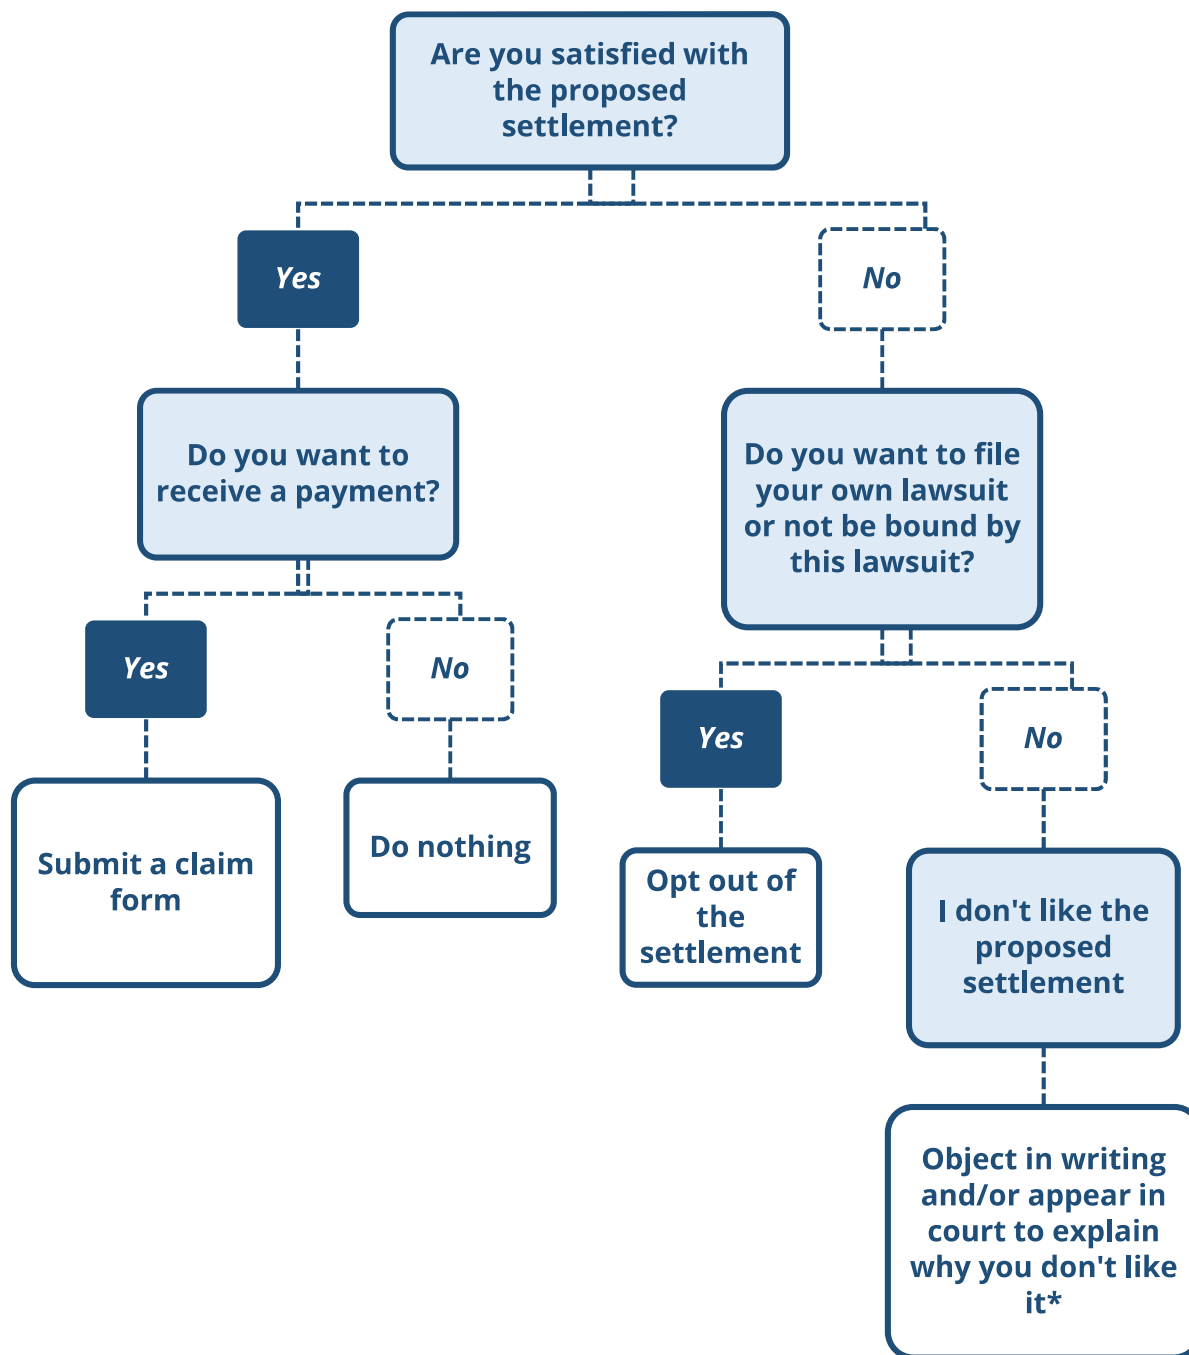 Are you satisfied with
the proposed
settlement?
Yes
No
Do you want to
receive a payment?
Do you want to file
your own lawsuit
or not be bound by
this lawsuit?
Yes
No
Yes
No
Submit a claim
form
Do nothing
Opt out of
the
settlement
I don't like the
proposed
settlement
Object in writing
and/or appear in
court to explain
why you don't like
it*